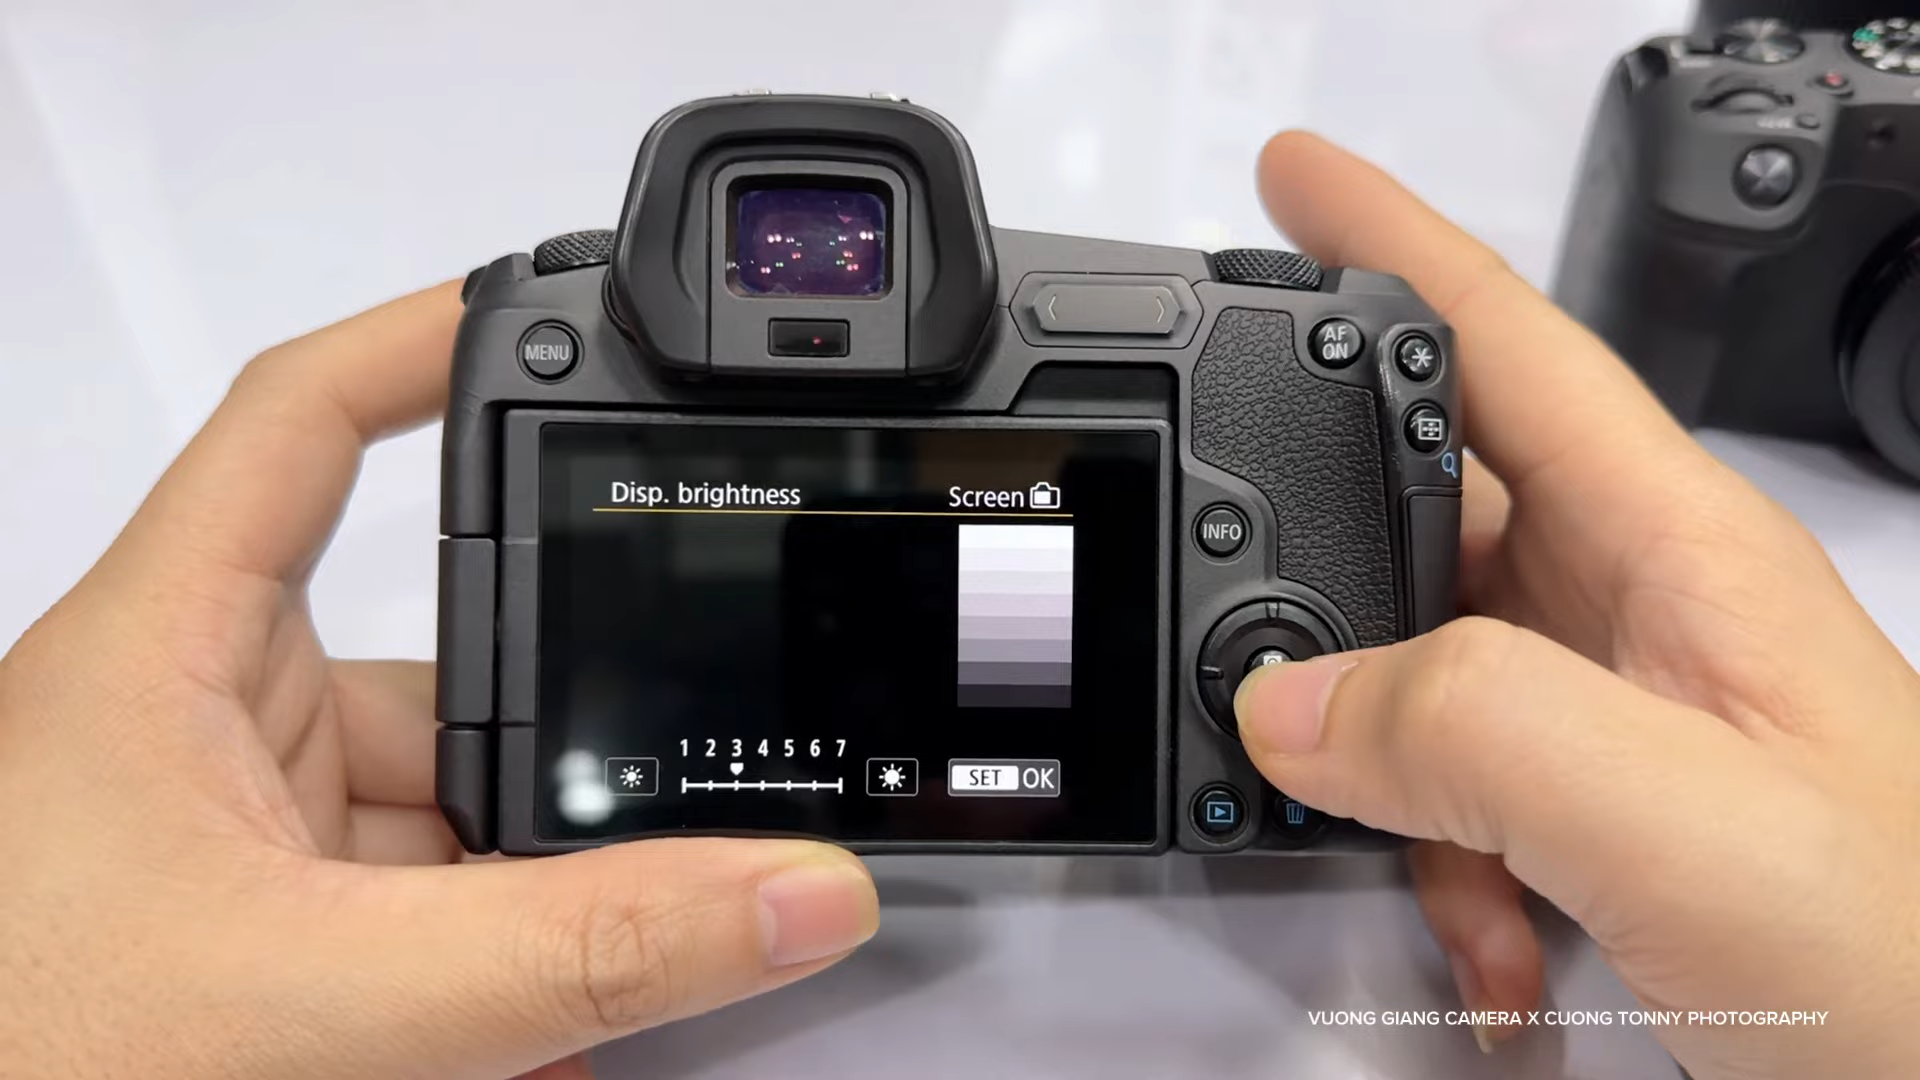 MENU
AF
ON
INFO
Disp. brightness
Screen
1 2 3 4 5 6 7
SET OK
VUONG GIANG CAMERA X CUONG TONNY PHOTOGRAPHY